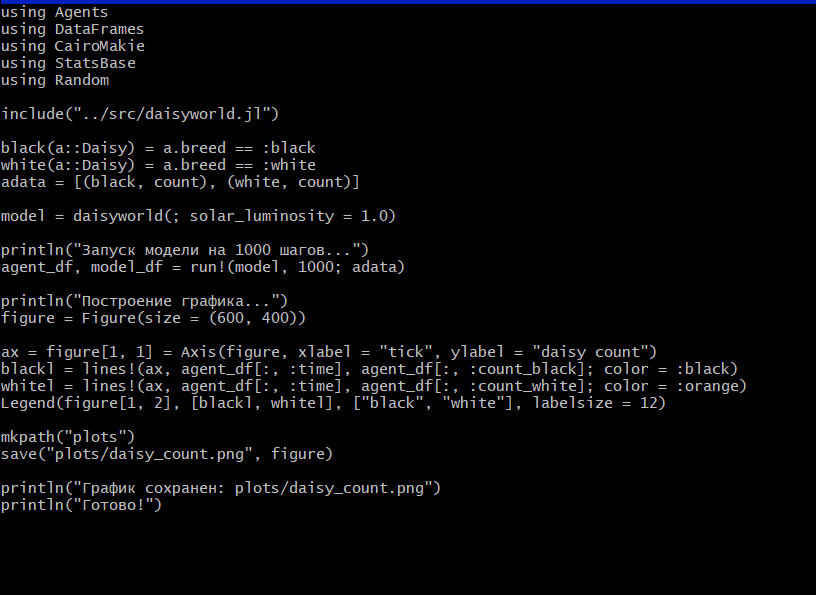 using Agents
using DataFrames
using CairoMakie
using StatsBase
using Random
include("../src/daisyworld.jl")
black(a::Daisy) = a.breed == :black
white(a::Daisy) = a.breed == :white
adata = [(black, count), (white, count)]
model = daisyworld(; solar_luminosity = 1.0)
println("Запуск модели на 1000 шагов...")
agent_df, model_df = run!(model, 1000; adata)
println("Построение графика...")
figure = Figure(size = (600, 400))
ax = figure[1, 1] = Axis(figure, xlabel = "tick", ylabel = "daisy count")
blackl = lines!(ax, agent_df[:, :time], agent_df[:, :count_black]; color = :black)
whitel = lines!(ax, agent_df[:, :time], agent_df[:, :count_white]; color = :orange)
Legend(figure[1, 2], [blackl, whitel], ["black", "white"], labelsize = 12)
mkpath("plots")
save("plots/daisy_count.png", figure)
println("График сохранен: plots/daisy_count.png")
println("Готово!")